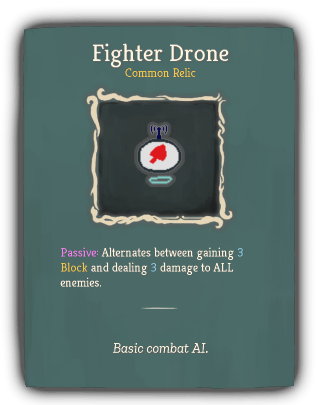 Fighter Drone
Common Relic
Passive: Alternates between gaining 3
Block and dealing 3 damage to ALL
enemies.
Basic combat AI.